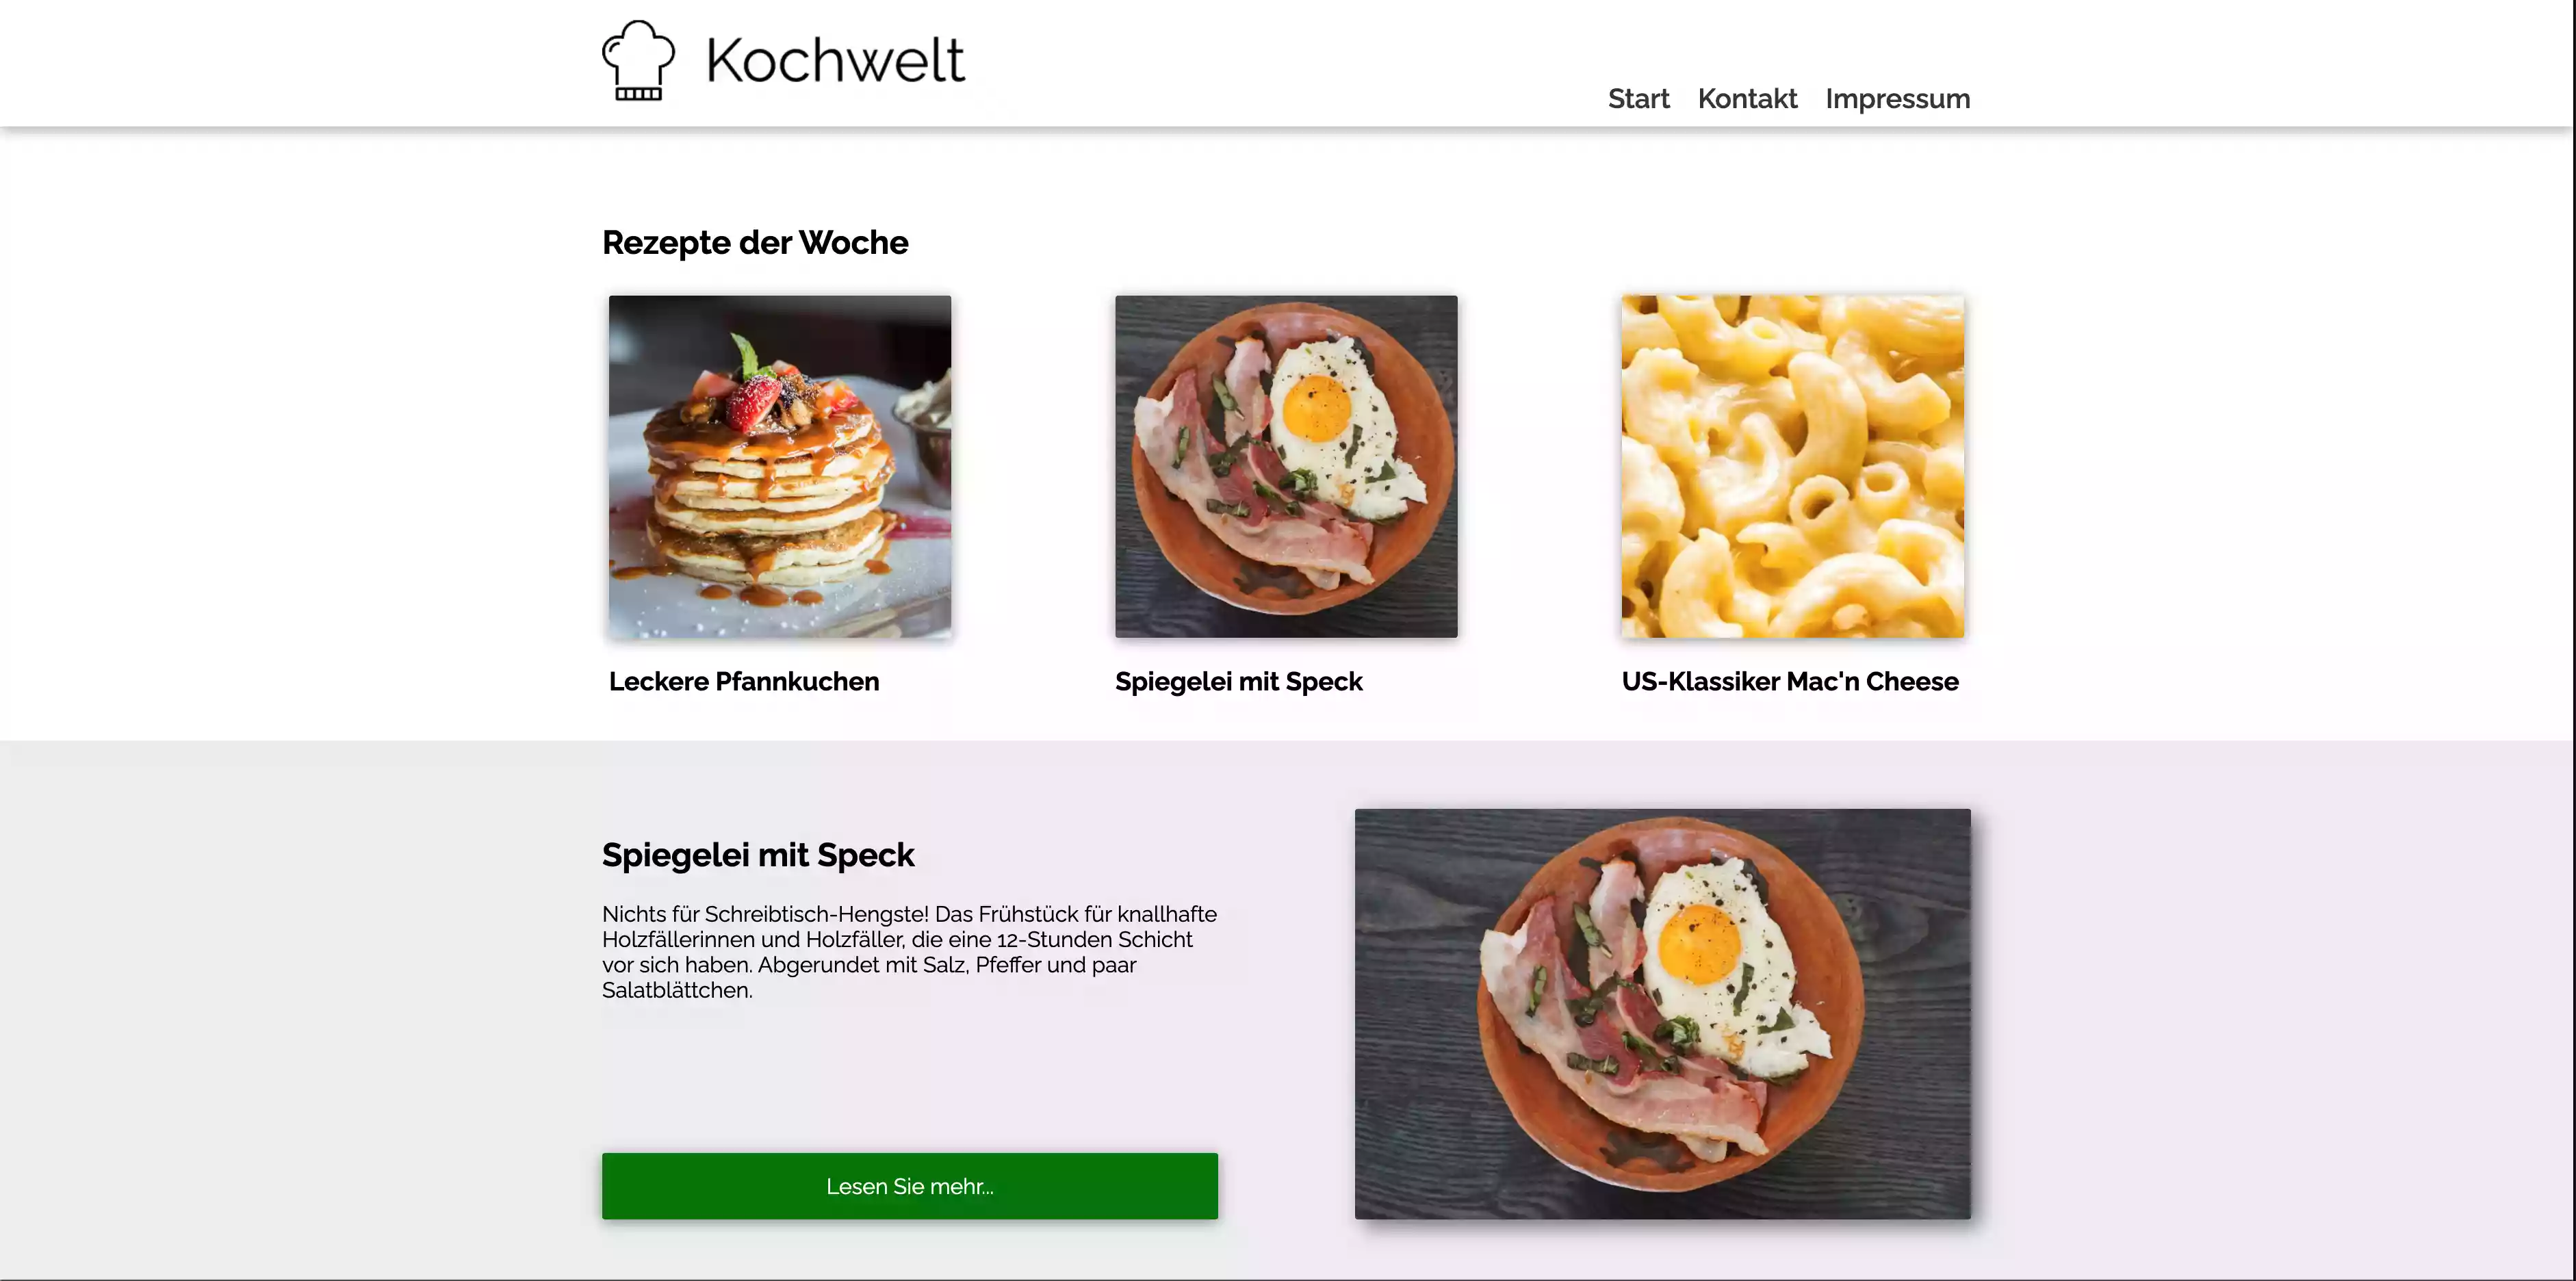 Kochwelt
Start Kontakt Impressum
Rezepte der Woche
Leckere Pfannkuchen
Spiegelei mit Speck
US-Klassiker Mac'n Cheese
Spiegelei mit Speck
Nichts für Schreibtisch-Hengste! Das Frühstück für knallhafte
Holzfällerinnen und Holzfäller, die eine 12-Stunden Schicht
vor sich haben. Abgerundet mit Salz, Pfeffer und paar
Salatblättchen.
Lesen Sie mehr...